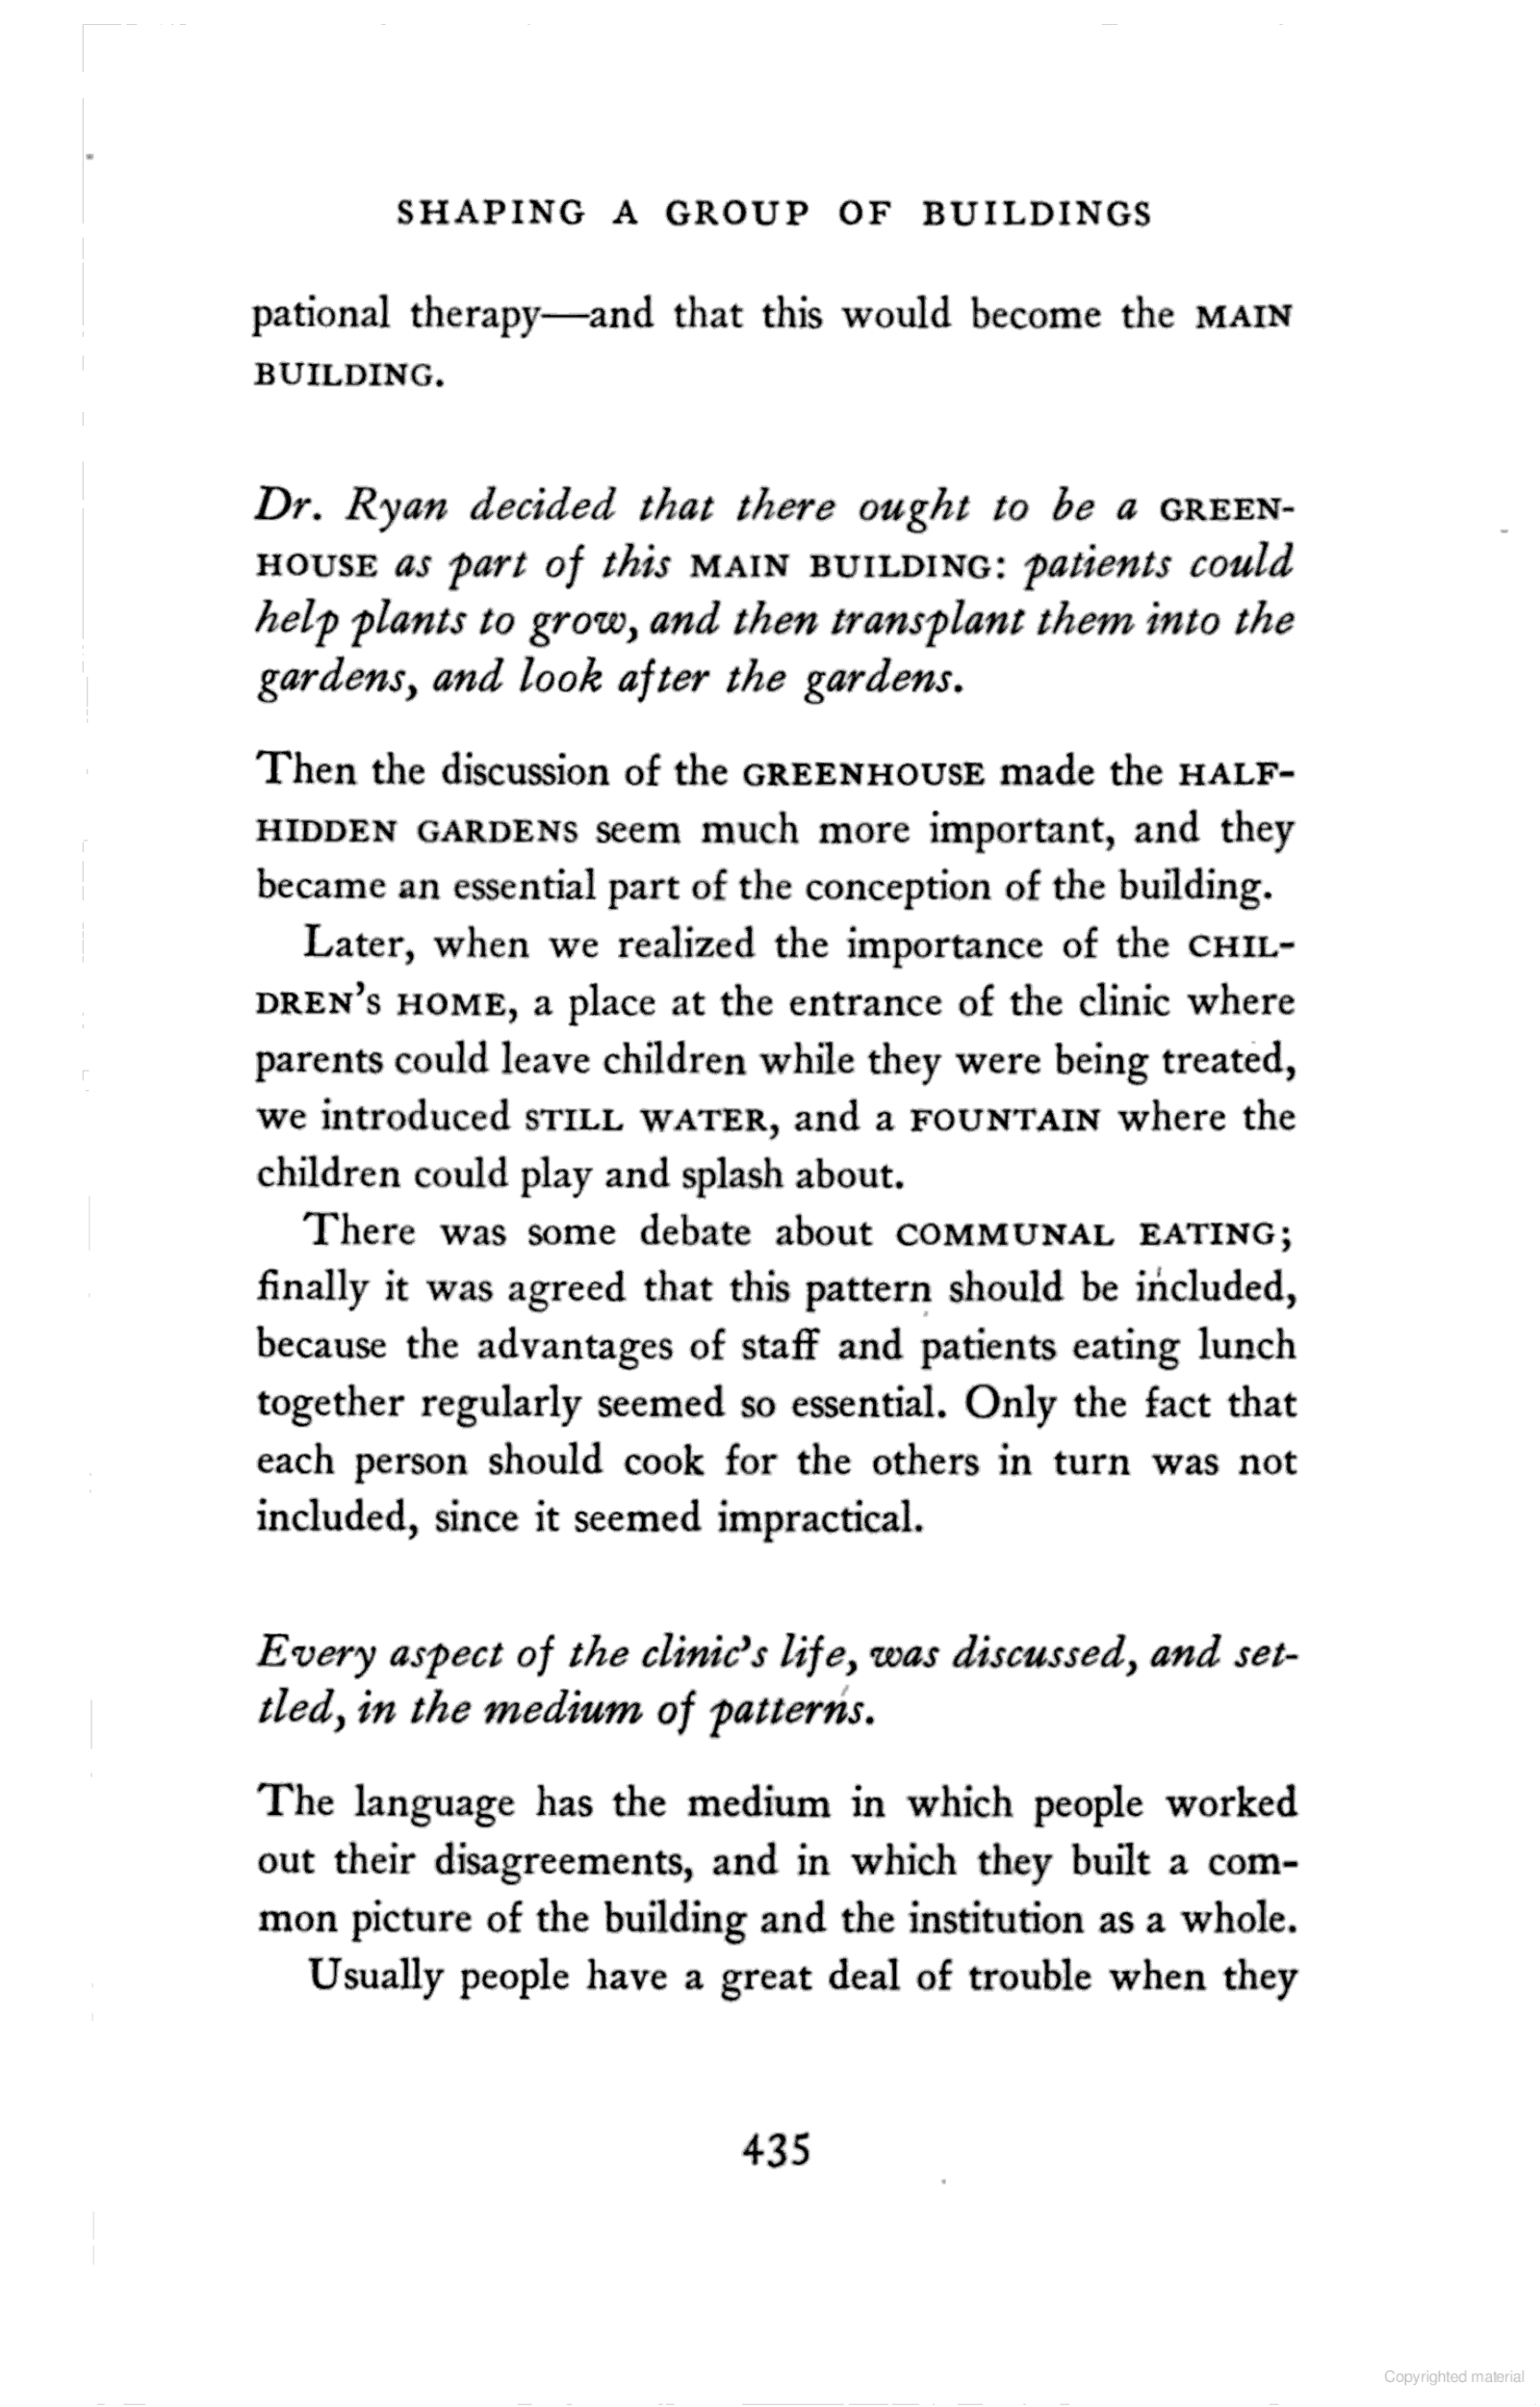 SHAPING A GROUP OF BUILDINGS
pational therapy—and that this would become the MAIN
BUILDING.
Dr. Ryan decided that there ought to be a GREEN-
HOUSE as part of this MAIN BUILDING: patients could
help plants to grow, and then transplant them into the
gardens, and look after the gardens.
Then the discussion of the GREENHOUSE made the HALF-
HIDDEN GARDENS seem much more important, and they
became an essential part of the conception of the building.
Later, when we realized the importance of the CHIL-
DREN'S HOME, a place at the entrance of the clinic where
parents could leave children while they were being treated,
we introduced STILL WATER, and a FOUNTAIN where the
children could play and splash about.
There was some debate about COMMUNAL EATING;
finally it was agreed that this pattern should be included,
because the advantages of staff and patients eating lunch
together regularly seemed so essential. Only the fact that
each person should cook for the others in turn was not
included, since it seemed impractical.
Every aspect of the clinic's life, was discussed, and set-
tled, in the medium of patterns.
The language has the medium in which people worked
out their disagreements, and in which they built a com-
mon picture of the building and the institution as a whole.
Usually people have a great deal of trouble when they
435
Copyrighted material